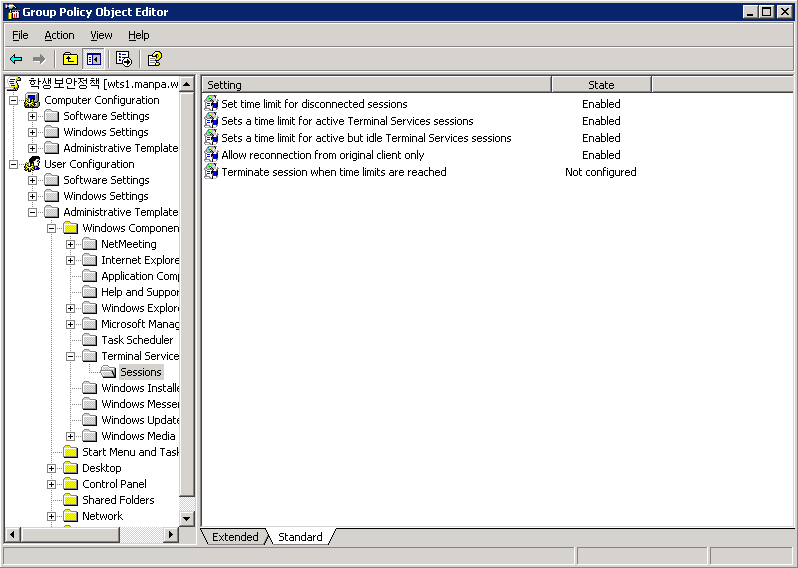 Group Policy Object Editor
File Action View Help
학생보안정책 [wts1.manpa.w
Computer Configuration
Software Settings
Windows Settings
Administrative Template
User Configuration
Software Settings
Windows Settings
Administrative Template
Windows Componen
NetMeeting
Internet Explore
Application Comp
Help and Suppor
Windows Explor
Microsoft Manag
Task Scheduler
Terminal Service
Sessions
Windows Installe
Windows Messer
Windows Update
Windows Media
Start Menu and Task
Desktop
Control Panel
Shared Folders
Network
Setting State
Set time limit for disconnected sessions Enabled
Sets a time limit for active Terminal Services sessions Enabled
Sets a time limit for active but idle Terminal Services sessions Enabled
Allow reconnection from original client only Enabled
Terminate session when time limits are reached Not configured
Extended Standard